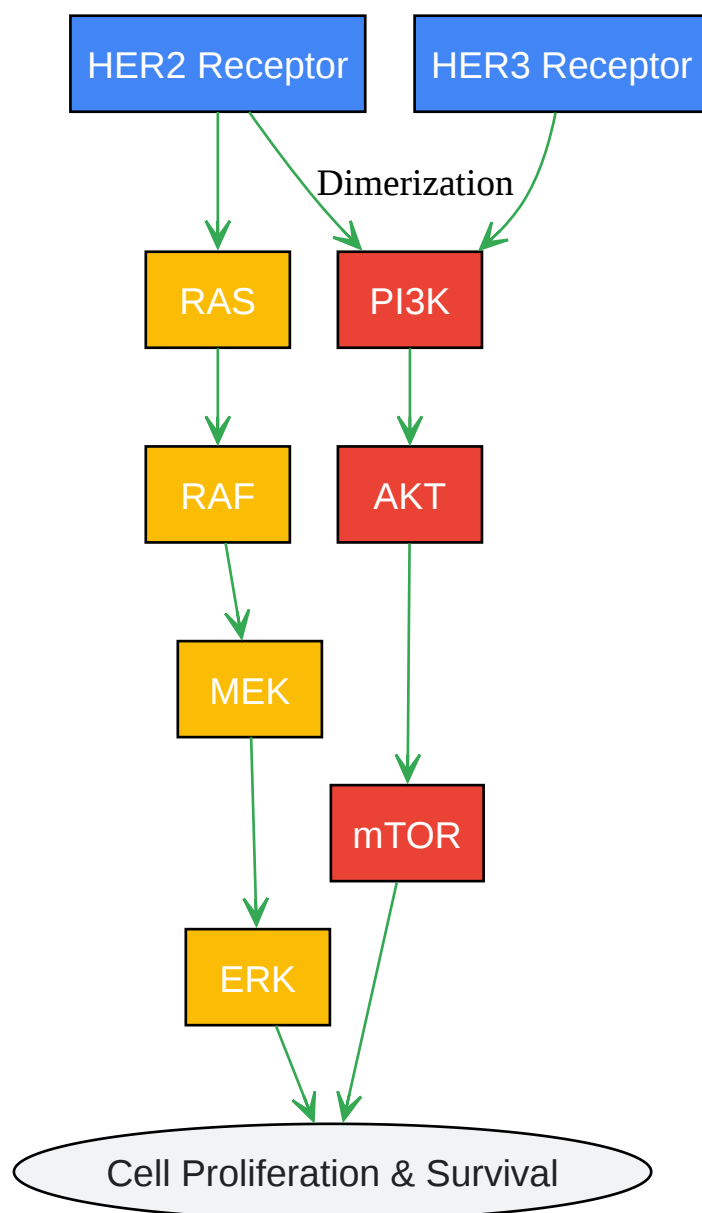 HER2 Receptor
HER3 Receptor
Dimerization
RAS
PI3K
RAF
AKT
MEK
mTOR
ERK
Cell Proliferation & Survival